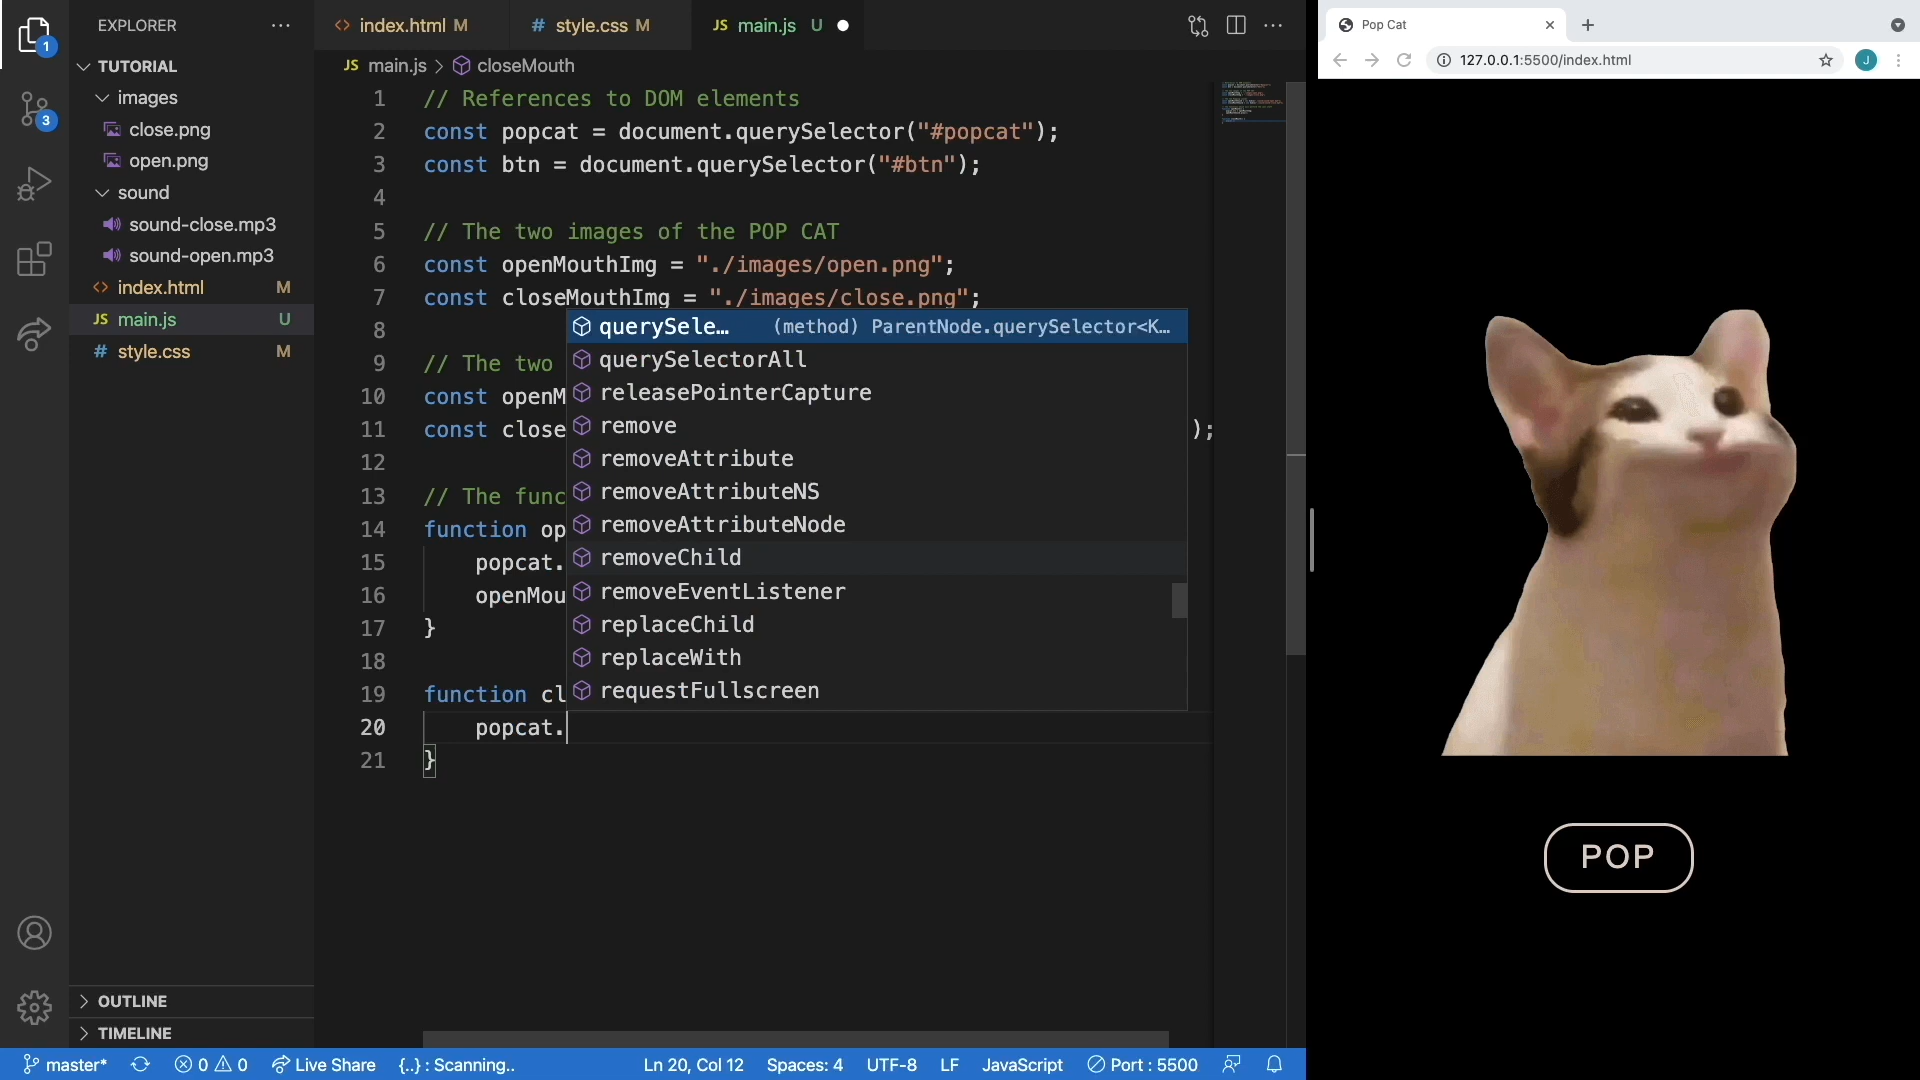 1
3
EXPLORER
TUTORIAL
images
close.png
open.png
sound
sound-close.mp3
sound-open.mp3
<> index.html M
JS main.js U
# style.css M
OUTLINE
TIMELINE
<> index.html M
# style.css M
JS main.js U
JS main.js > closeMouth
1 // References to DOM elements
2 const popcat = document.querySelector("#popcat");
3 const btn = document.querySelector("#btn");
4
5 // The two images of the POP CAT
6 const openMouthImg = "./images/open.png";
7 const closeMouthImg = "./images/close.png";
8
9 // The two
10 const openM
11 const close );
12
13 // The func
14 function op
15 popcat.
16 openMou
17 }
18
19 function cl
20 popcat.
21 }
querySele… (method) ParentNode.querySelector<K…
querySelectorAll
releasePointerCapture
remove
removeAttribute
removeAttributeNS
removeAttributeNode
removeChild
removeEventListener
replaceChild
replaceWith
requestFullscreen
master* 0 0 Live Share {..} : Scanning.. Ln 20, Col 12 Spaces: 4 UTF-8 LF JavaScript Port : 5500
Pop Cat
127.0.0.1:5500/index.html
J
POP